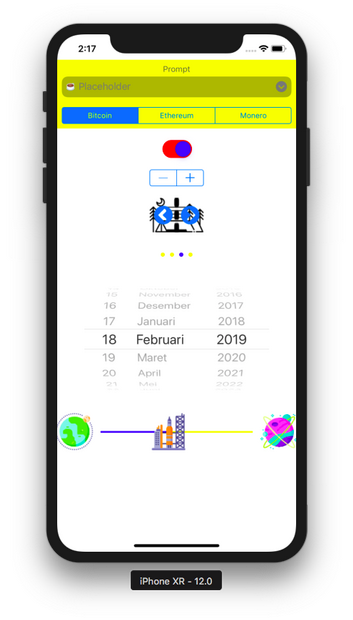 2:17
Prompt
Placeholder
Bitcoin Ethereum Monero
15 November 2016
16 Desember 2017
17 Januari 2018
18 Februari 2019
19 Maret 2020
20 April 2021
21 Mei 2022
iPhone XR - 12.0